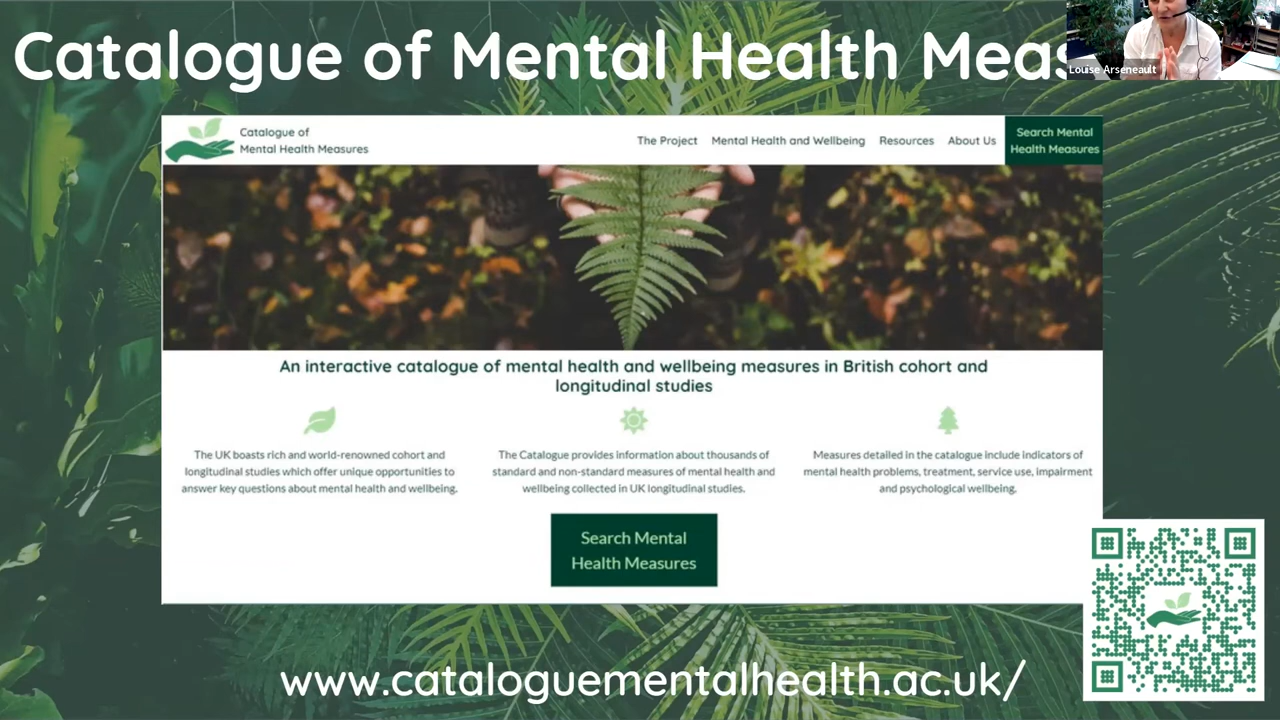 Catalogue of Mental Health Meas
Louise Arseneault
Catalogue of
Mental Health Measures
The Project
Mental Health and Wellbeing
Resources
About Us
Search Mental
Health Measures
An interactive catalogue of mental health and wellbeing measures in British cohort and
longitudinal studies
The UK boasts rich and world-renowned cohort and
longitudinal studies which offer unique opportunities to
answer key questions about mental health and wellbeing.
The Catalogue provides information about thousands of
standard and non-standard measures of mental health and
wellbeing collected in UK longitudinal studies.
Measures detailed in the catalogue include indicators of
mental health problems, treatment, service use, impairment
and psychological wellbeing.
Search Mental
Health Measures
www.cataloguementalhealth.ac.uk/